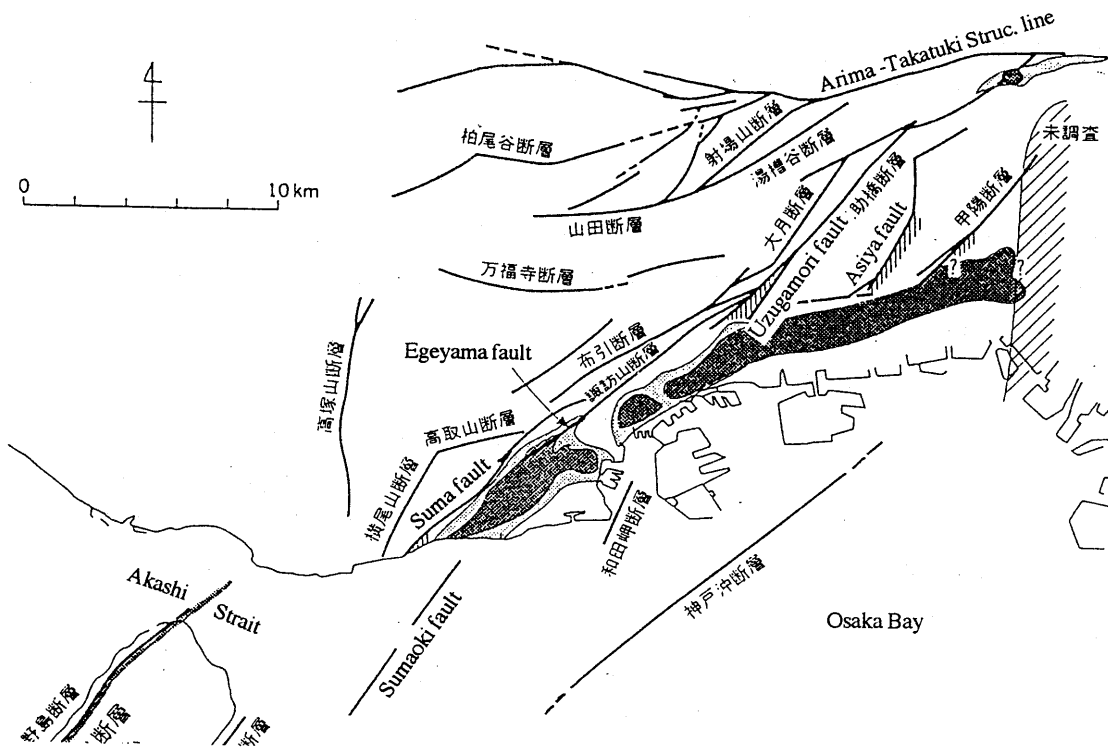 Arima -Takatuki Struc. line
柏尾谷断層
射場山断層
未調査
0
10 km
湯槽谷断層
山田断層
大月断層
助橋断層
甲陽断層
Uzugamori fault
Asiya fault
万福寺断層
?
?
Egeyama fault
布引断層
諏訪山断層
高塚山断層
高取山断層
横尾山断層
Suma fault
和田岬断層
神戸沖断層
Akashi
Strait
Sumaoki fault
Osaka Bay
野島断層
断層
断層